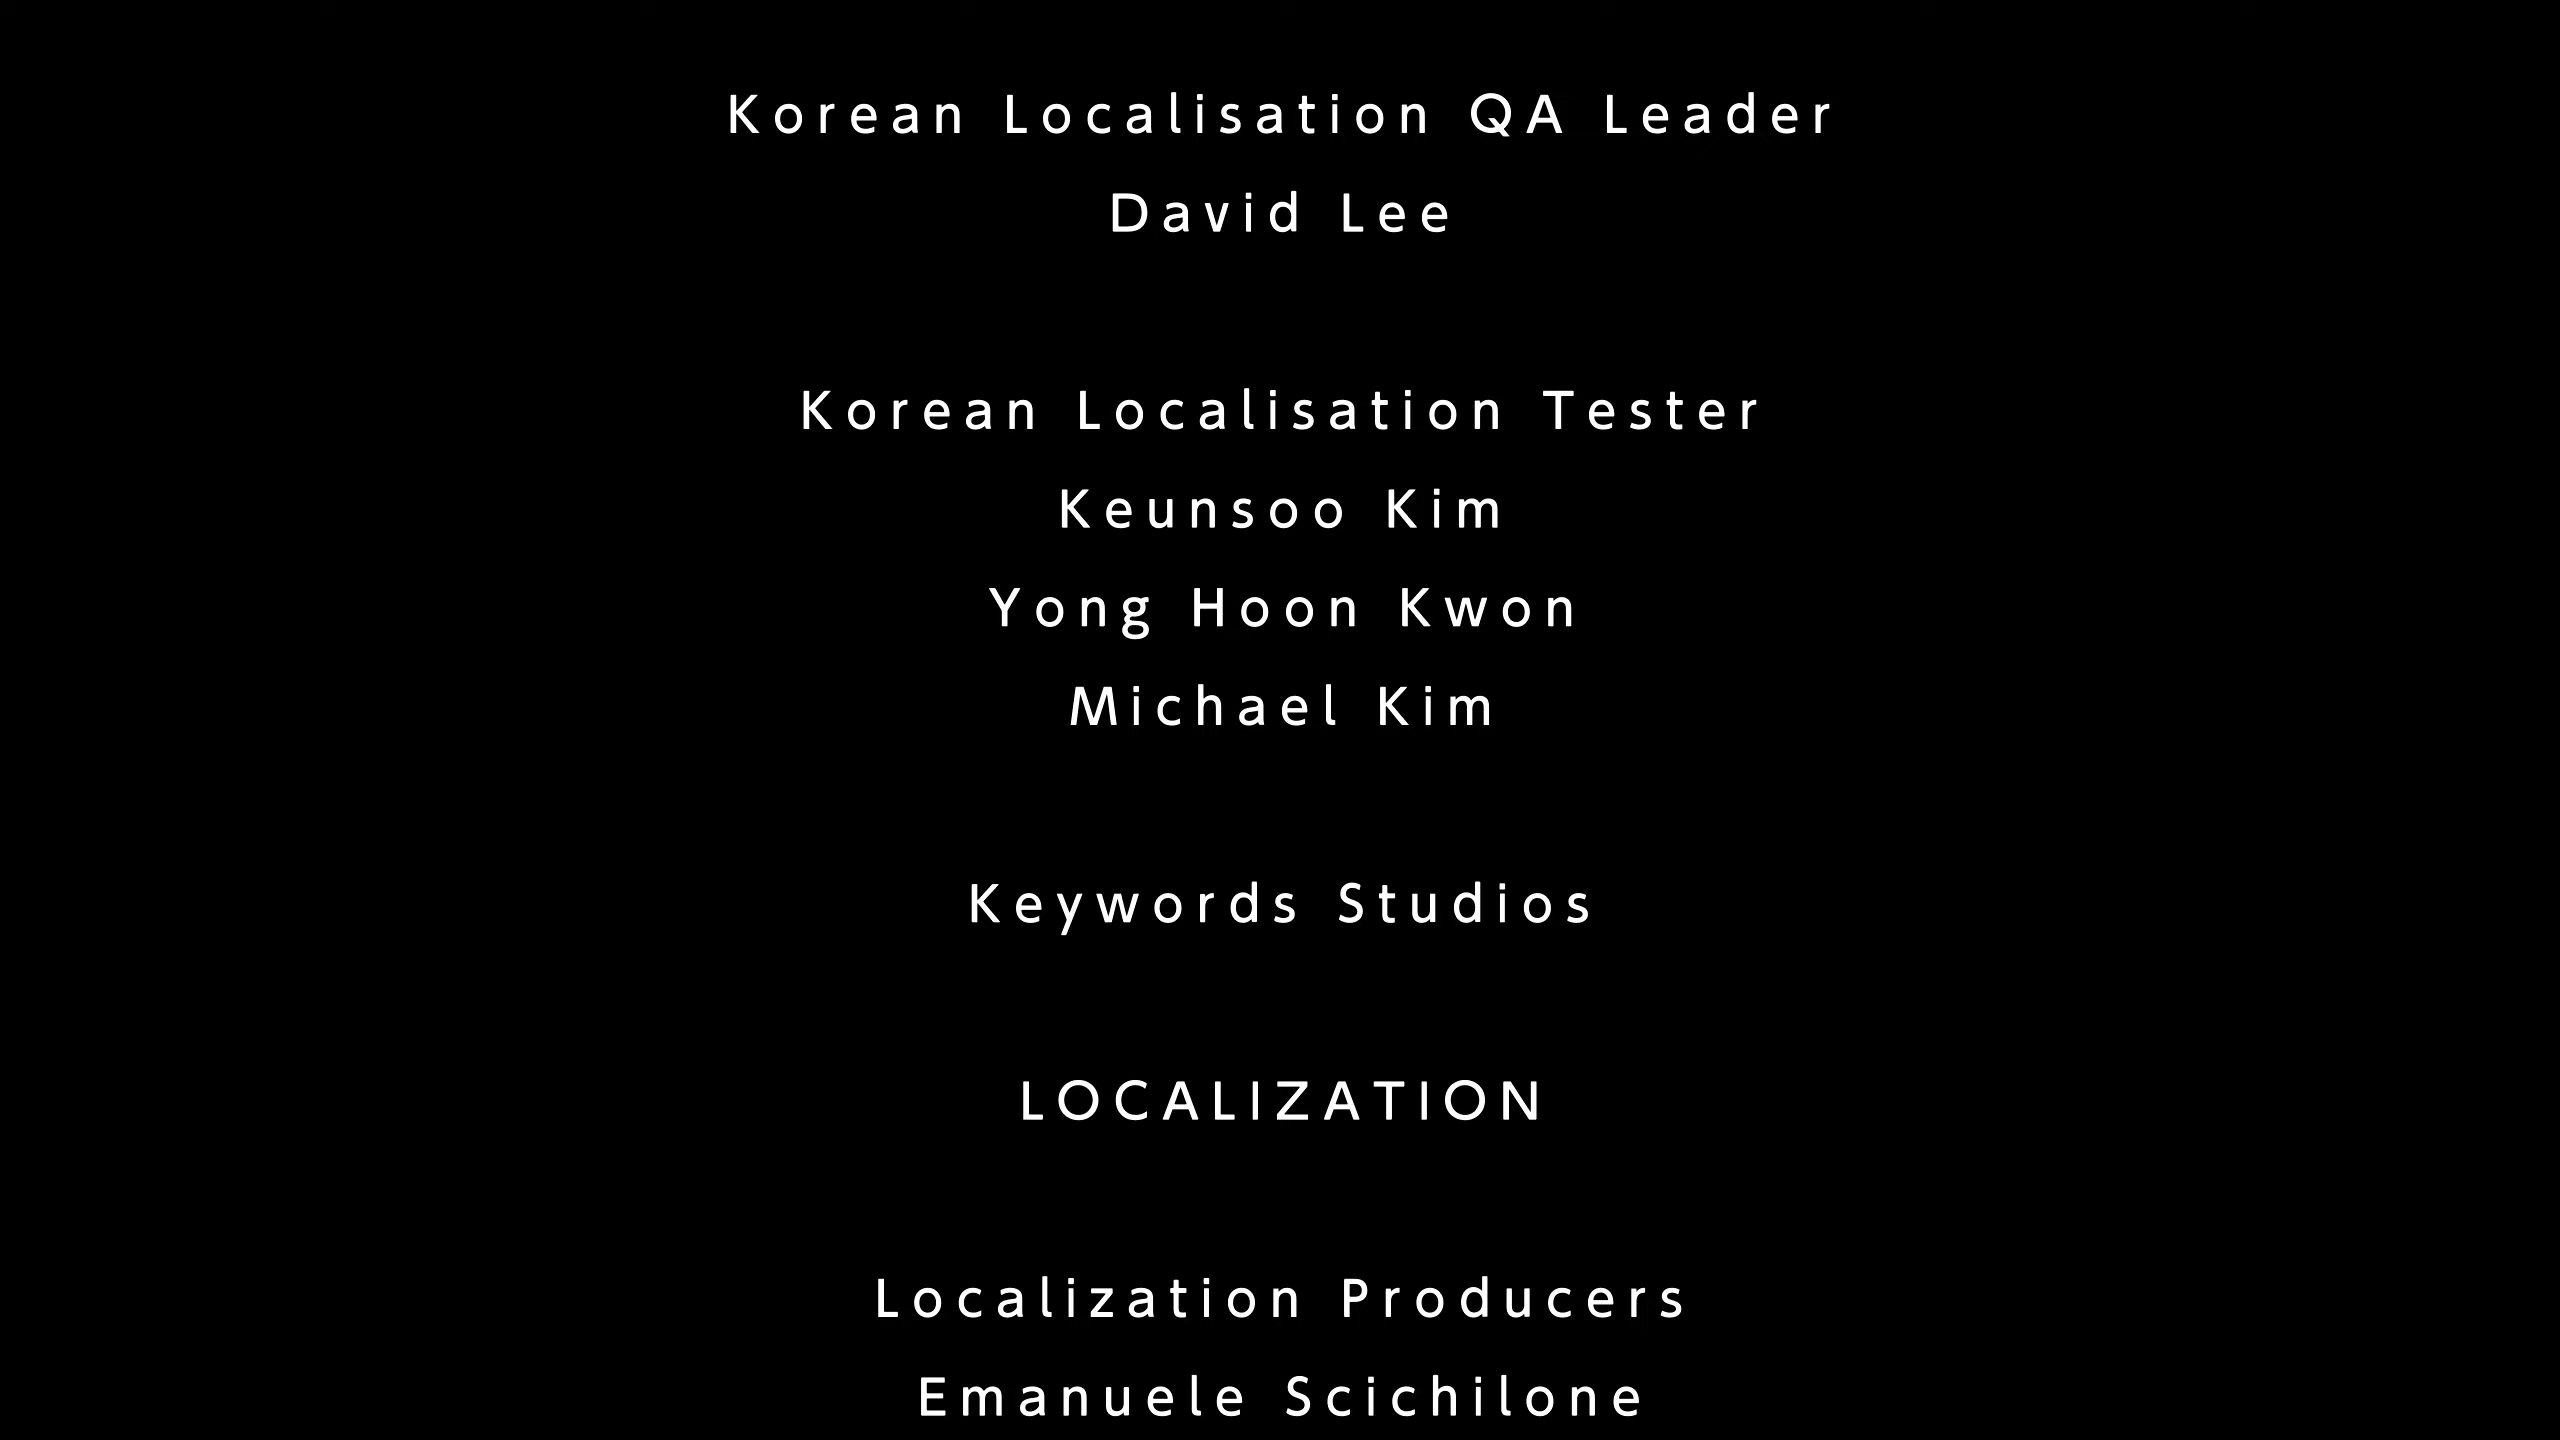 Korean Localisation QA Leader
David Lee
Korean Localisation Tester
Keunsoo Kim
Yong Hoon Kwon
Michael Kim
Keywords Studios
LOCALIZATION
Localization Producers
Emanuele Scichilone